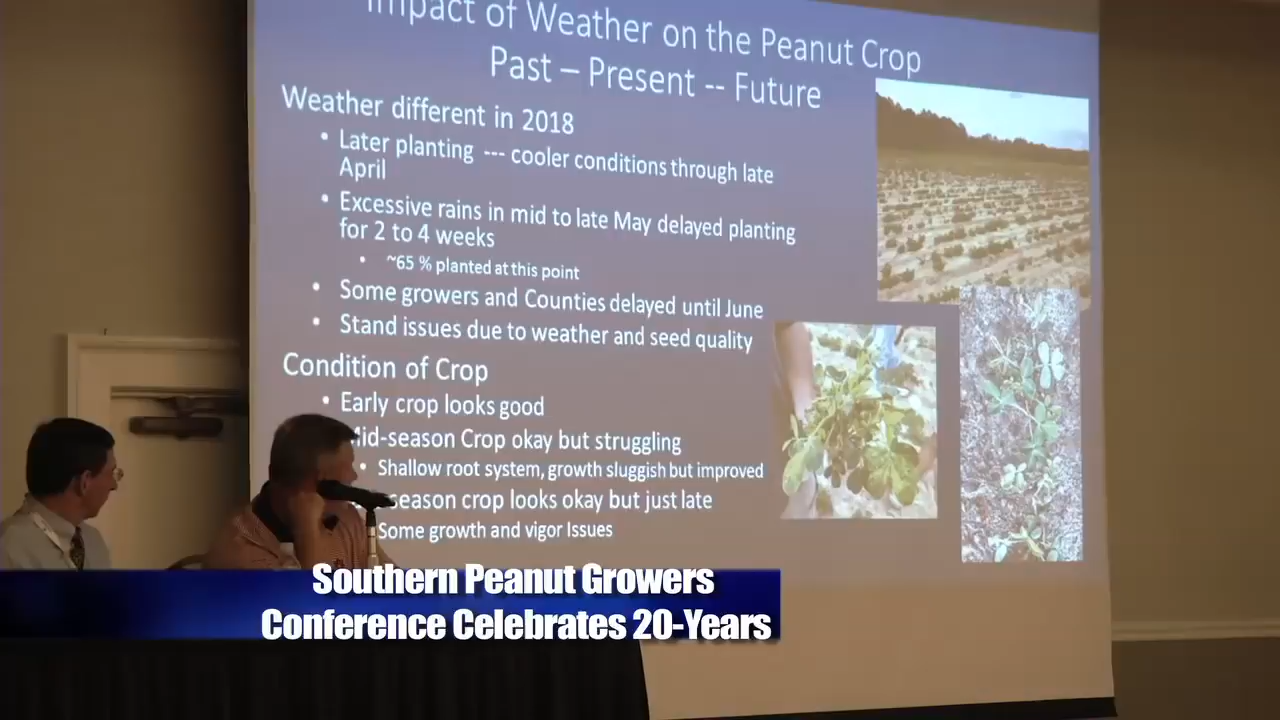 Impact of Weather on the Peanut Crop
Past – Present -- Future
Weather different in 2018
• Later planting --- cooler conditions through late
April
• Excessive rains in mid to late May delayed planting
for 2 to 4 weeks
• ~65 % planted at this point
• Some growers and Counties delayed until June
• Stand issues due to weather and seed quality
Condition of Crop
• Early crop looks good
Mid-season Crop okay but struggling
• Shallow root system, growth sluggish but improved
season crop looks okay but just late
Some growth and vigor Issues
Southern Peanut Growers
Conference Celebrates 20-Years